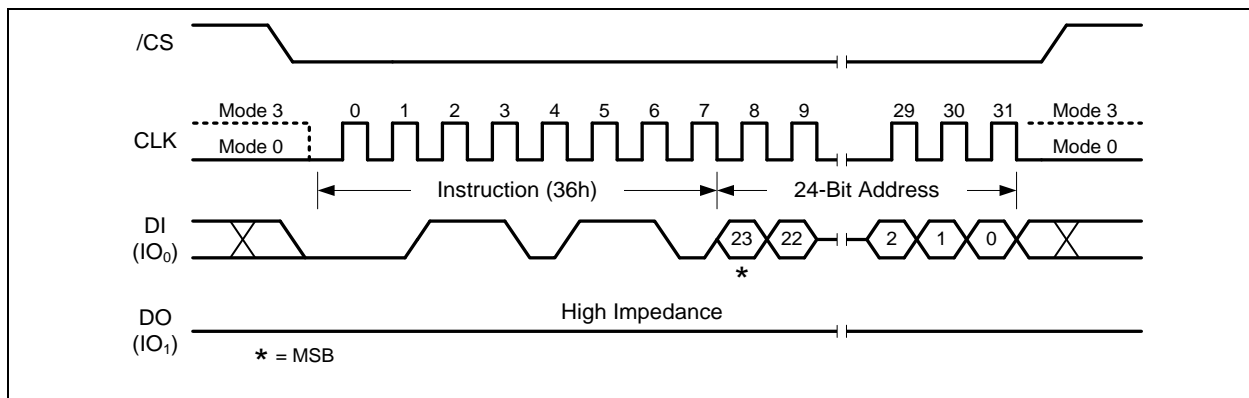 /CS
Mode 3 0 1 2 3 4 5 6 7 8 9 29 30 31 Mode 3
CLK Mode 0 Mode 0
Instruction (36h) 24-Bit Address
DI
(IO₀)
23 22 2 1 0
*
High Impedance
DO
(IO₁)
* = MSB